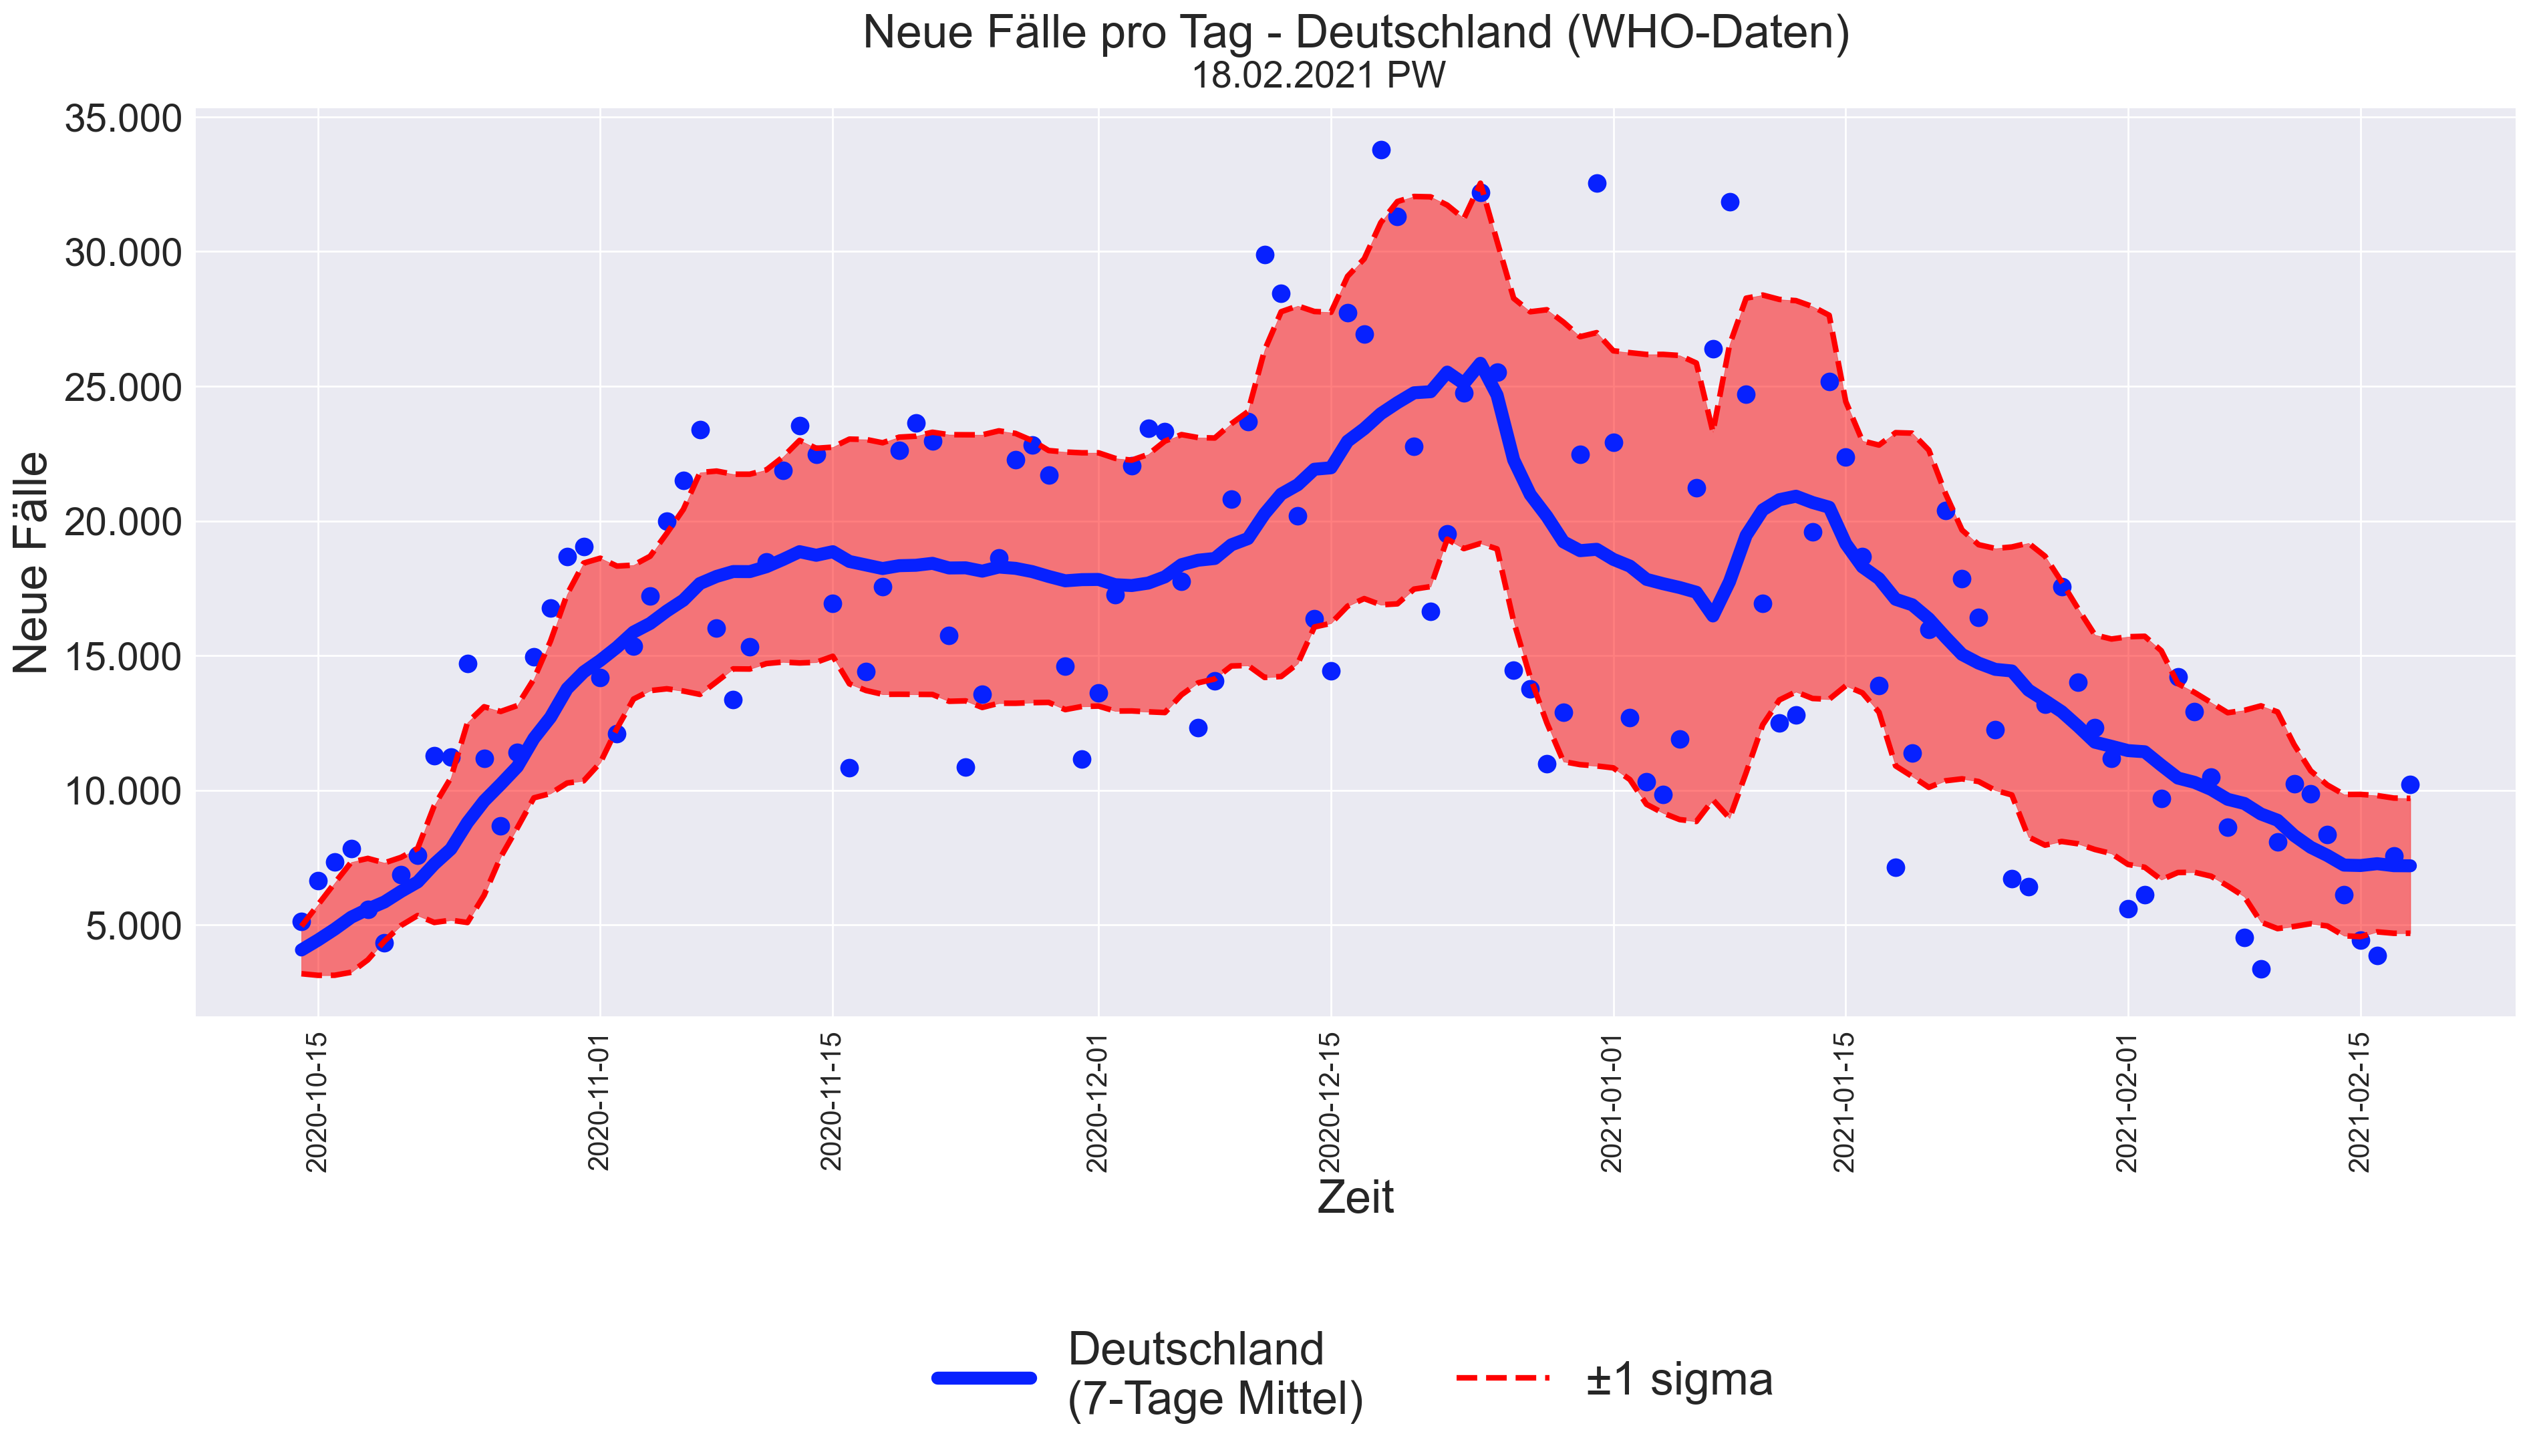 Neue Fälle pro Tag - Deutschland (WHO-Daten)
18.02.2021 PW
35.000
30.000
25.000
20.000
15.000
10.000
5.000
Neue Fälle
2020-10-15
2020-11-01
2020-11-15
2020-12-01
2020-12-15
2021-01-01
2021-01-15
2021-02-01
2021-02-15
Zeit
Deutschland
(7-Tage Mittel)
±1 sigma